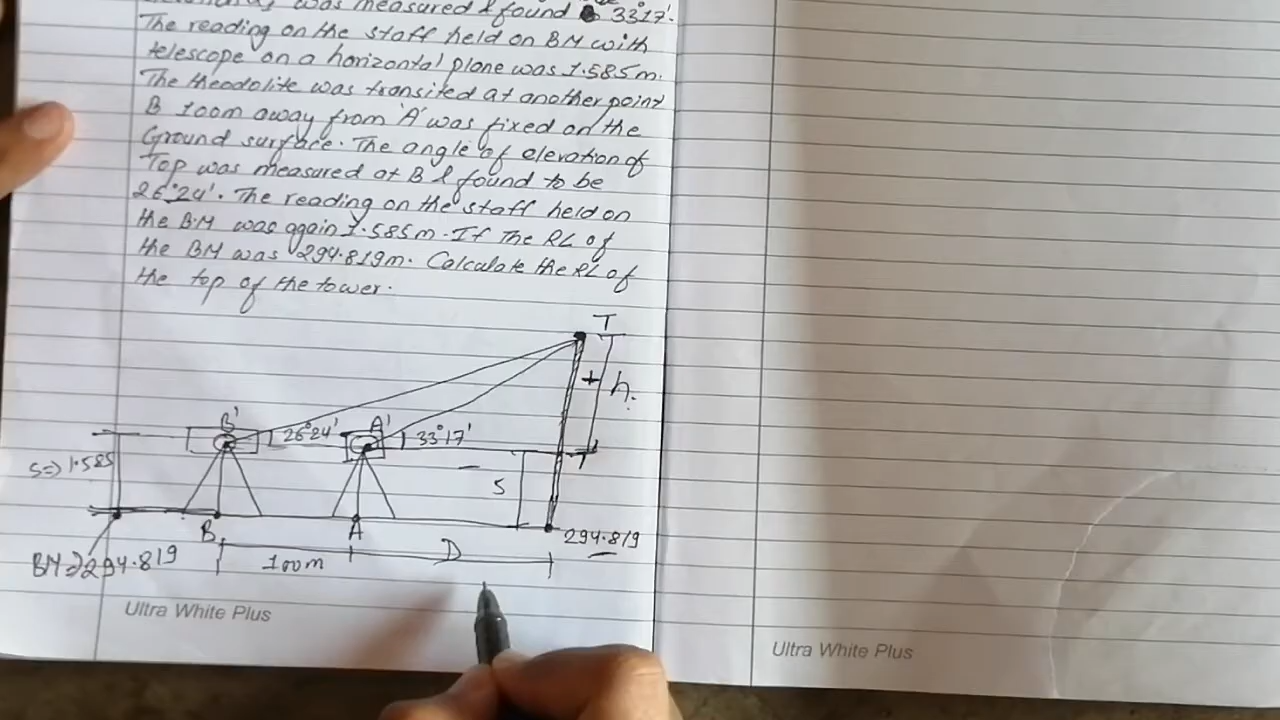 was measured & found 33°17'.
The reading on the staff held on BM with
telescope on a horizontal plane was 1.585m.
The theodolite was transited at another point
B 100m away from 'A' was fixed on the
Ground surface. The angle of elevation of
Top was measured at B & found to be
26°24'. The reading on the staff held on
the BM was again 1.585m. If The RL of
the BM was 294.819m. Calculate the RL of
the top of the tower.
T
h.
B'
26°24'
A'
33°17'
S⇒1.585
S
B
A
294.819
BM⇒294.819
100m
D
Ultra White Plus
Ultra White Plus